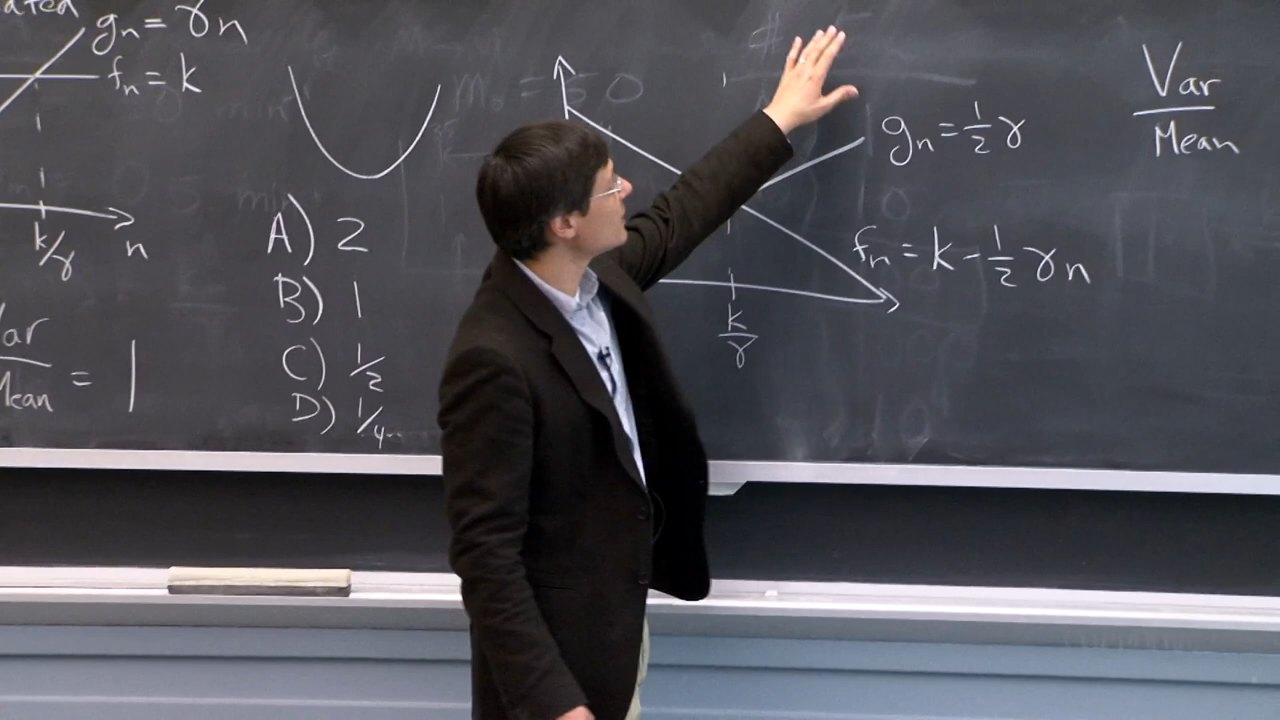 ated
gₙ = γn
fₙ = k
k/γ
n
Var
Mean = 1
A) 2
B) 1
C) 1/2
D) 1/4
gₙ = 1/2 γ
fₙ = k - 1/2 γn
k/γ
Var
Mean